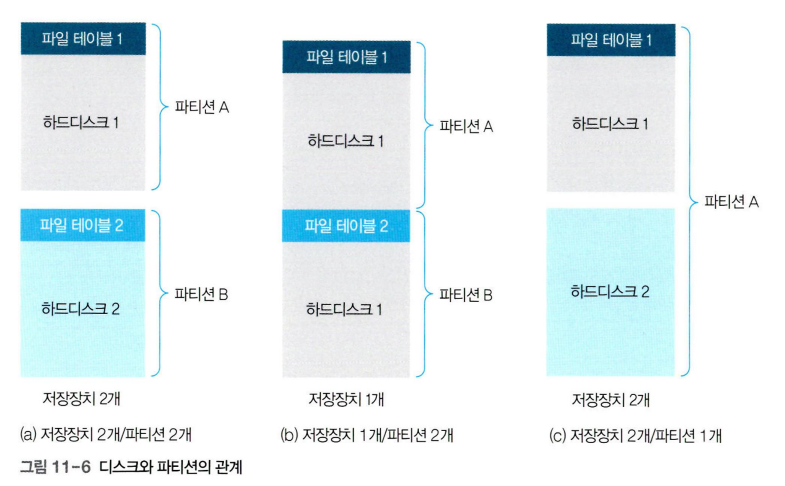 파일 테이블 1
하드디스크 1
파티션 A
파일 테이블 2
하드디스크 2
파티션 B
저장장치 2개
(a) 저장장치 2개/파티션 2개
파일 테이블 1
하드디스크 1
파티션 A
파일 테이블 2
하드디스크 1
파티션 B
저장장치 1개
(b) 저장장치 1개/파티션 2개
파일 테이블 1
하드디스크 1
파티션 A
하드디스크 2
저장장치 2개
(c) 저장장치 2개/파티션 1개
그림 11-6 디스크와 파티션의 관계